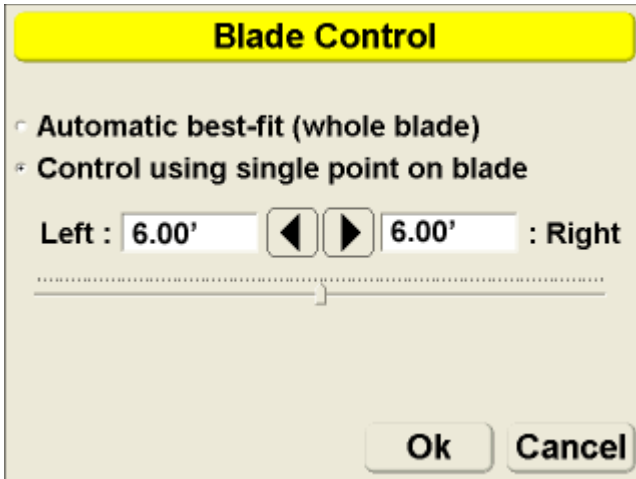 Blade Control
Automatic best-fit (whole blade)
Control using single point on blade
Left : 6.00’ 6.00’ : Right
Ok Cancel